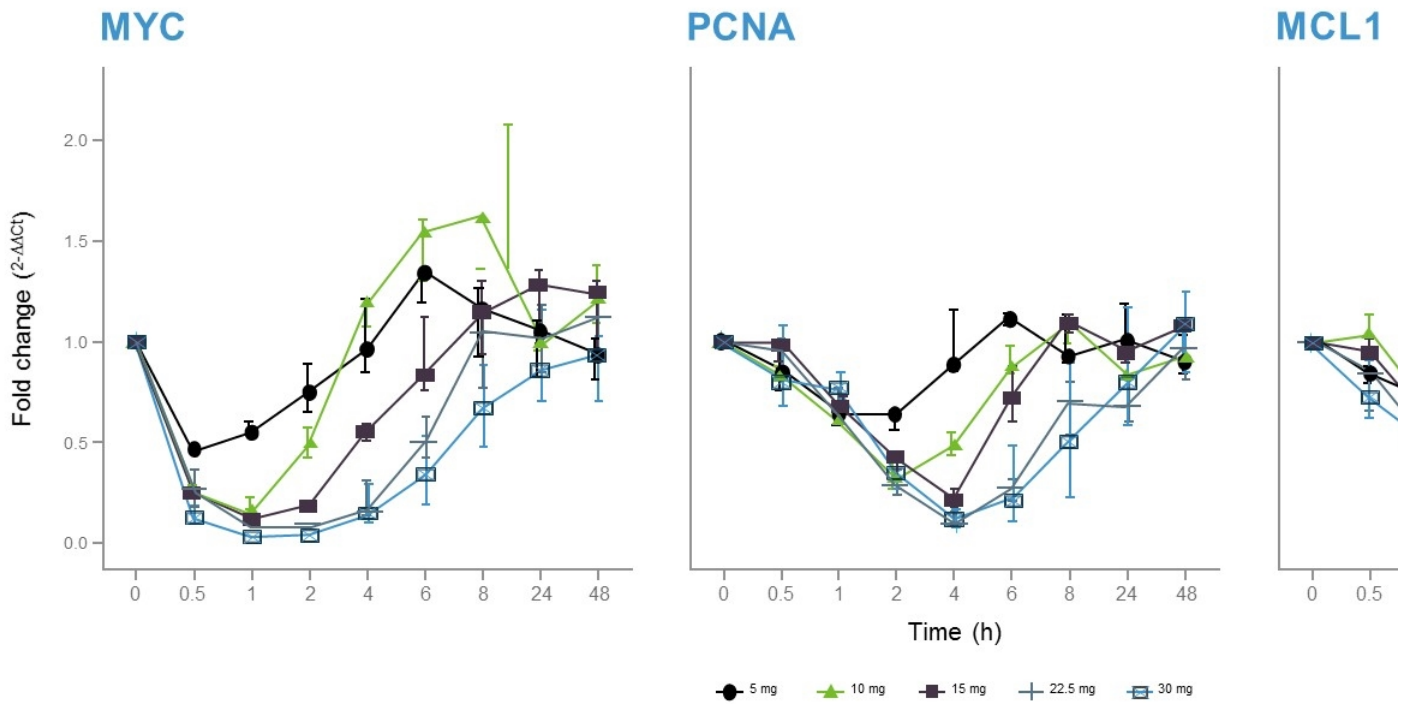 MYC PCNA MCL1
2.0
1.5
1.0
0.5
0.0
Fold change (2-ΔΔCt)
0 0.5 1 2 4 6 8 24 48
0 0.5 1 2 4 6 8 24 48
0 0.5
Time (h)
5 mg 10 mg 15 mg 22.5 mg 30 mg